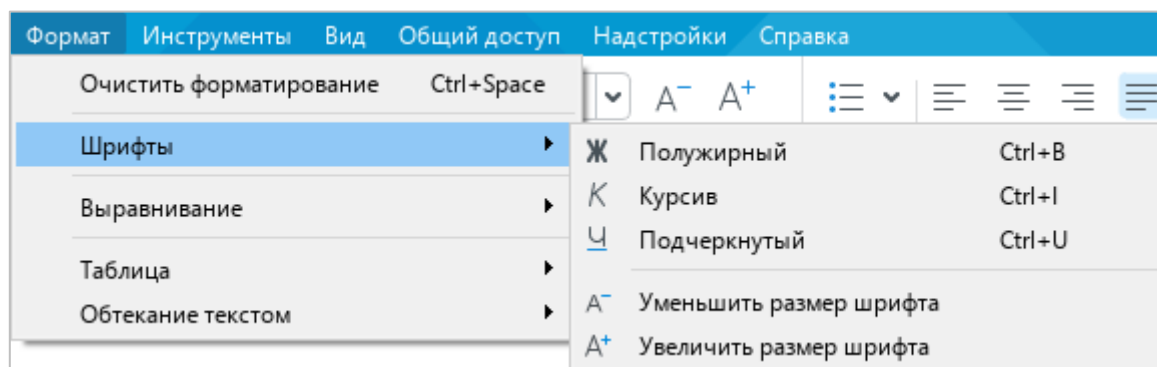 Формат Инструменты Вид Общий доступ Надстройки Справка
Очистить форматирование Ctrl+Space
A⁻ A⁺
Шрифты
Ж Полужирный Ctrl+B
К Курсив Ctrl+I
Выравнивание
Ч Подчеркнутый Ctrl+U
Таблица
A⁻ Уменьшить размер шрифта
Обтекание текстом
A⁺ Увеличить размер шрифта